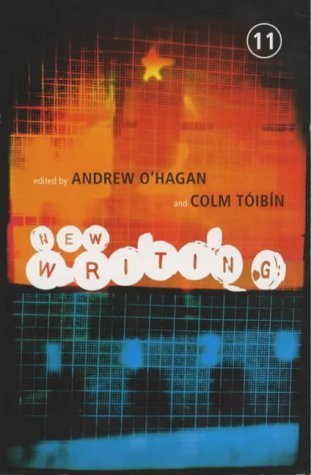 11
edited by ANDREW O'HAGAN
and COLM TÓIBÍN
NEW
WRITING